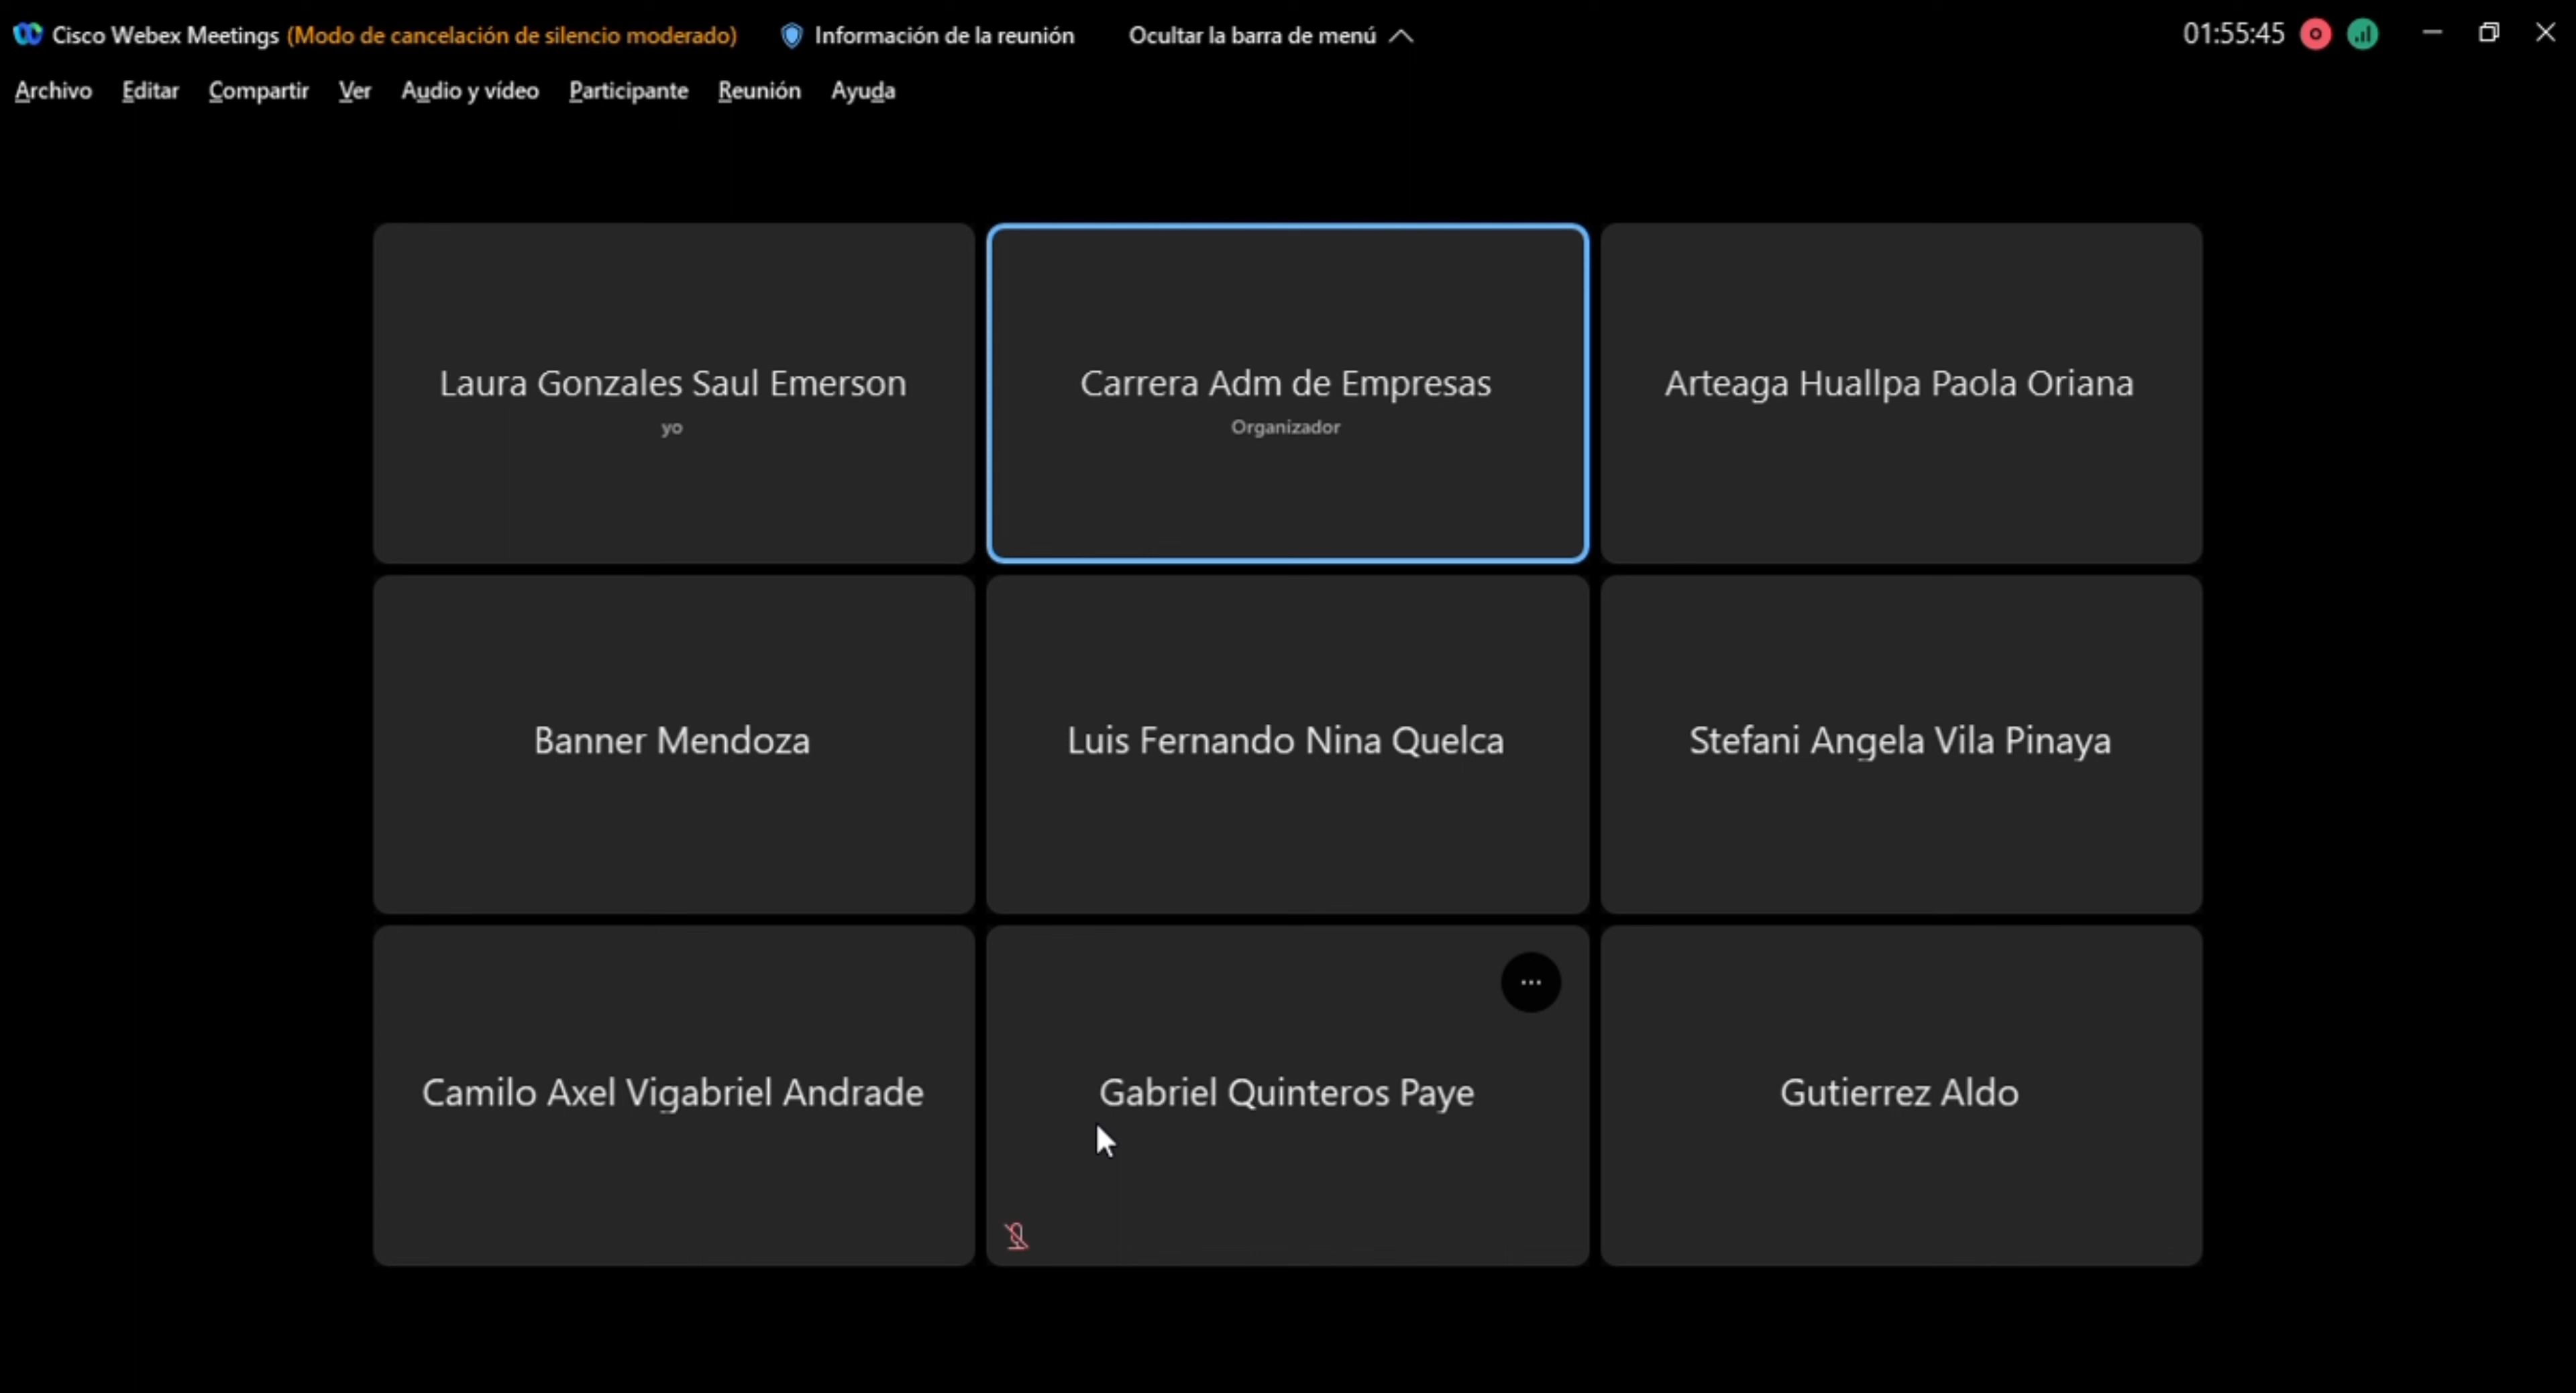 Cisco Webex Meetings (Modo de cancelación de silencio moderado) Información de la reunión Ocultar la barra de menú 01:55:45
Archivo Editar Compartir Ver Audio y vídeo Participante Reunión Ayuda
Laura Gonzales Saul Emerson
yo
Carrera Adm de Empresas
Organizador
Arteaga Huallpa Paola Oriana
Banner Mendoza
Luis Fernando Nina Quelca
Stefani Angela Vila Pinaya
Camilo Axel Vigabriel Andrade
Gabriel Quinteros Paye
Gutierrez Aldo